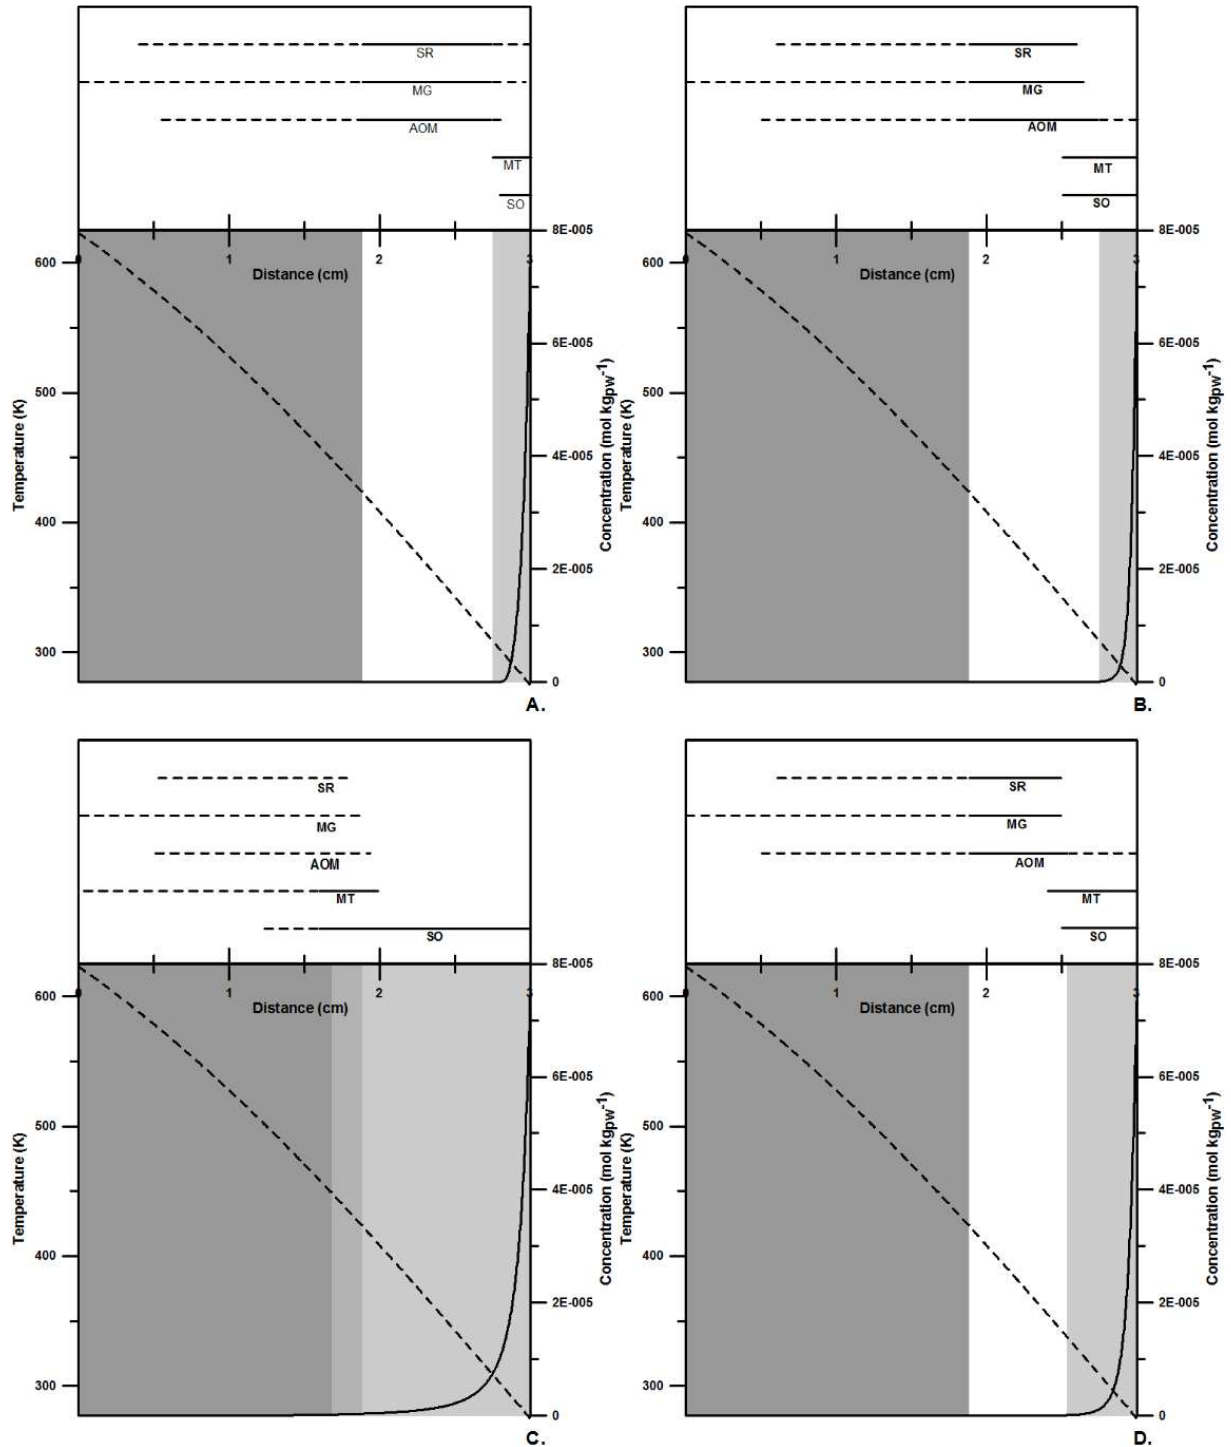 SR
MG
AOM
MT
SO
0 1 2 3
Distance (cm)
600
500
400
300
Temperature (K)
8E-005
6E-005
4E-005
2E-005
0
Concentration (mol kgpw-1)
A.
SR
MG
AOM
MT
SO
0 1 2 3
Distance (cm)
600
500
400
300
Temperature (K)
8E-005
6E-005
4E-005
2E-005
0
Concentration (mol kgpw-1)
B.
SR
MG
AOM
MT
SO
0 1 2 3
Distance (cm)
600
500
400
300
Temperature (K)
8E-005
6E-005
4E-005
2E-005
0
Concentration (mol kgpw-1)
C.
SR
MG
AOM
MT
SO
0 1 2 3
Distance (cm)
600
500
400
300
Temperature (K)
8E-005
6E-005
4E-005
2E-005
0
Concentration (mol kgpw-1)
D.